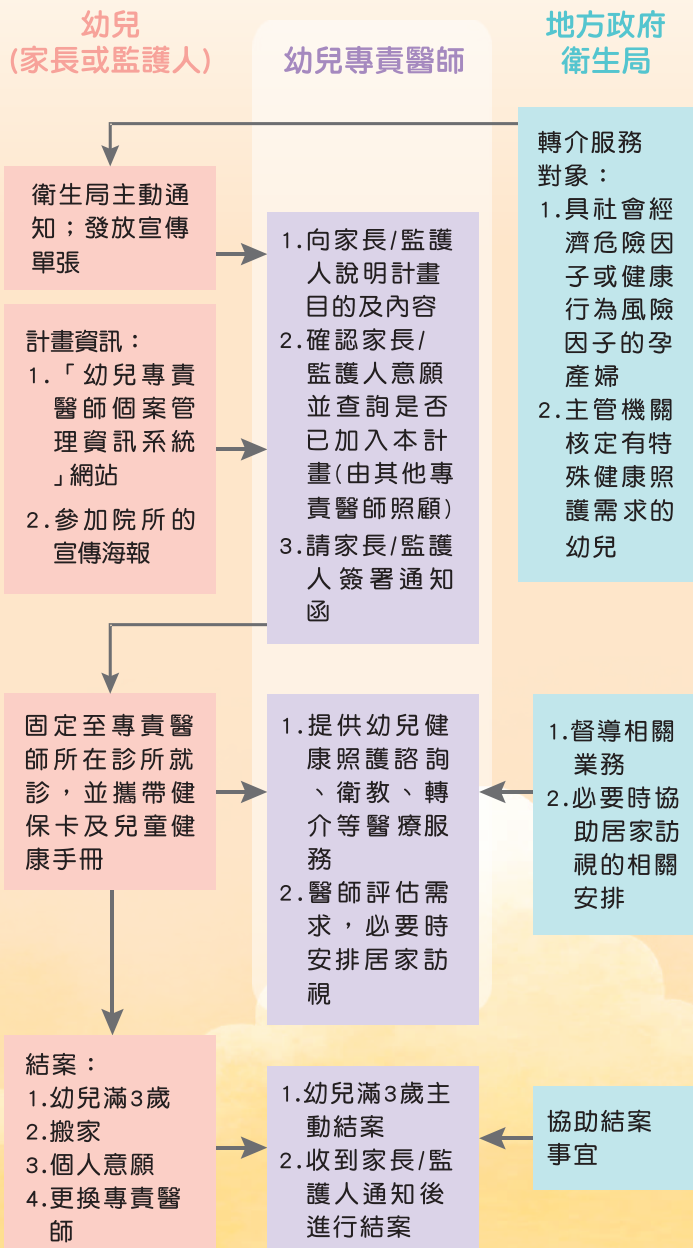 幼兒
(家長或監護人)
幼兒專責醫師
地方政府
衛生局
轉介服務
對象：
1.具社會經
濟危險因
子或健康
行為風險
因子的孕
產婦
2.主管機關
核定有特
殊健康照
護需求的
幼兒
衛生局主動通
知；發放宣傳
單張
計畫資訊：
1.「幼兒專責
醫師個案管
理資訊系統
」網站
2.參加院所的
宣傳海報
1.向家長/監護
人說明計畫
目的及內容
2.確認家長/
監護人意願
並查詢是否
已加入本計
畫(由其他專
責醫師照顧)
3.請家長/監護
人簽署通知
函
固定至專責醫
師所在診所就
診，並攜帶健
保卡及兒童健
康手冊
1.提供幼兒健
康照護諮詢
、衛教、轉
介等醫療服
務
2.醫師評估需
求，必要時
安排居家訪
視
1.督導相關
業務
2.必要時協
助居家訪
視的相關
安排
結案：
1.幼兒滿3歲
2.搬家
3.個人意願
4.更換專責醫
師
1.幼兒滿3歲主
動結案
2.收到家長/監
護人通知後
進行結案
協助結案
事宜